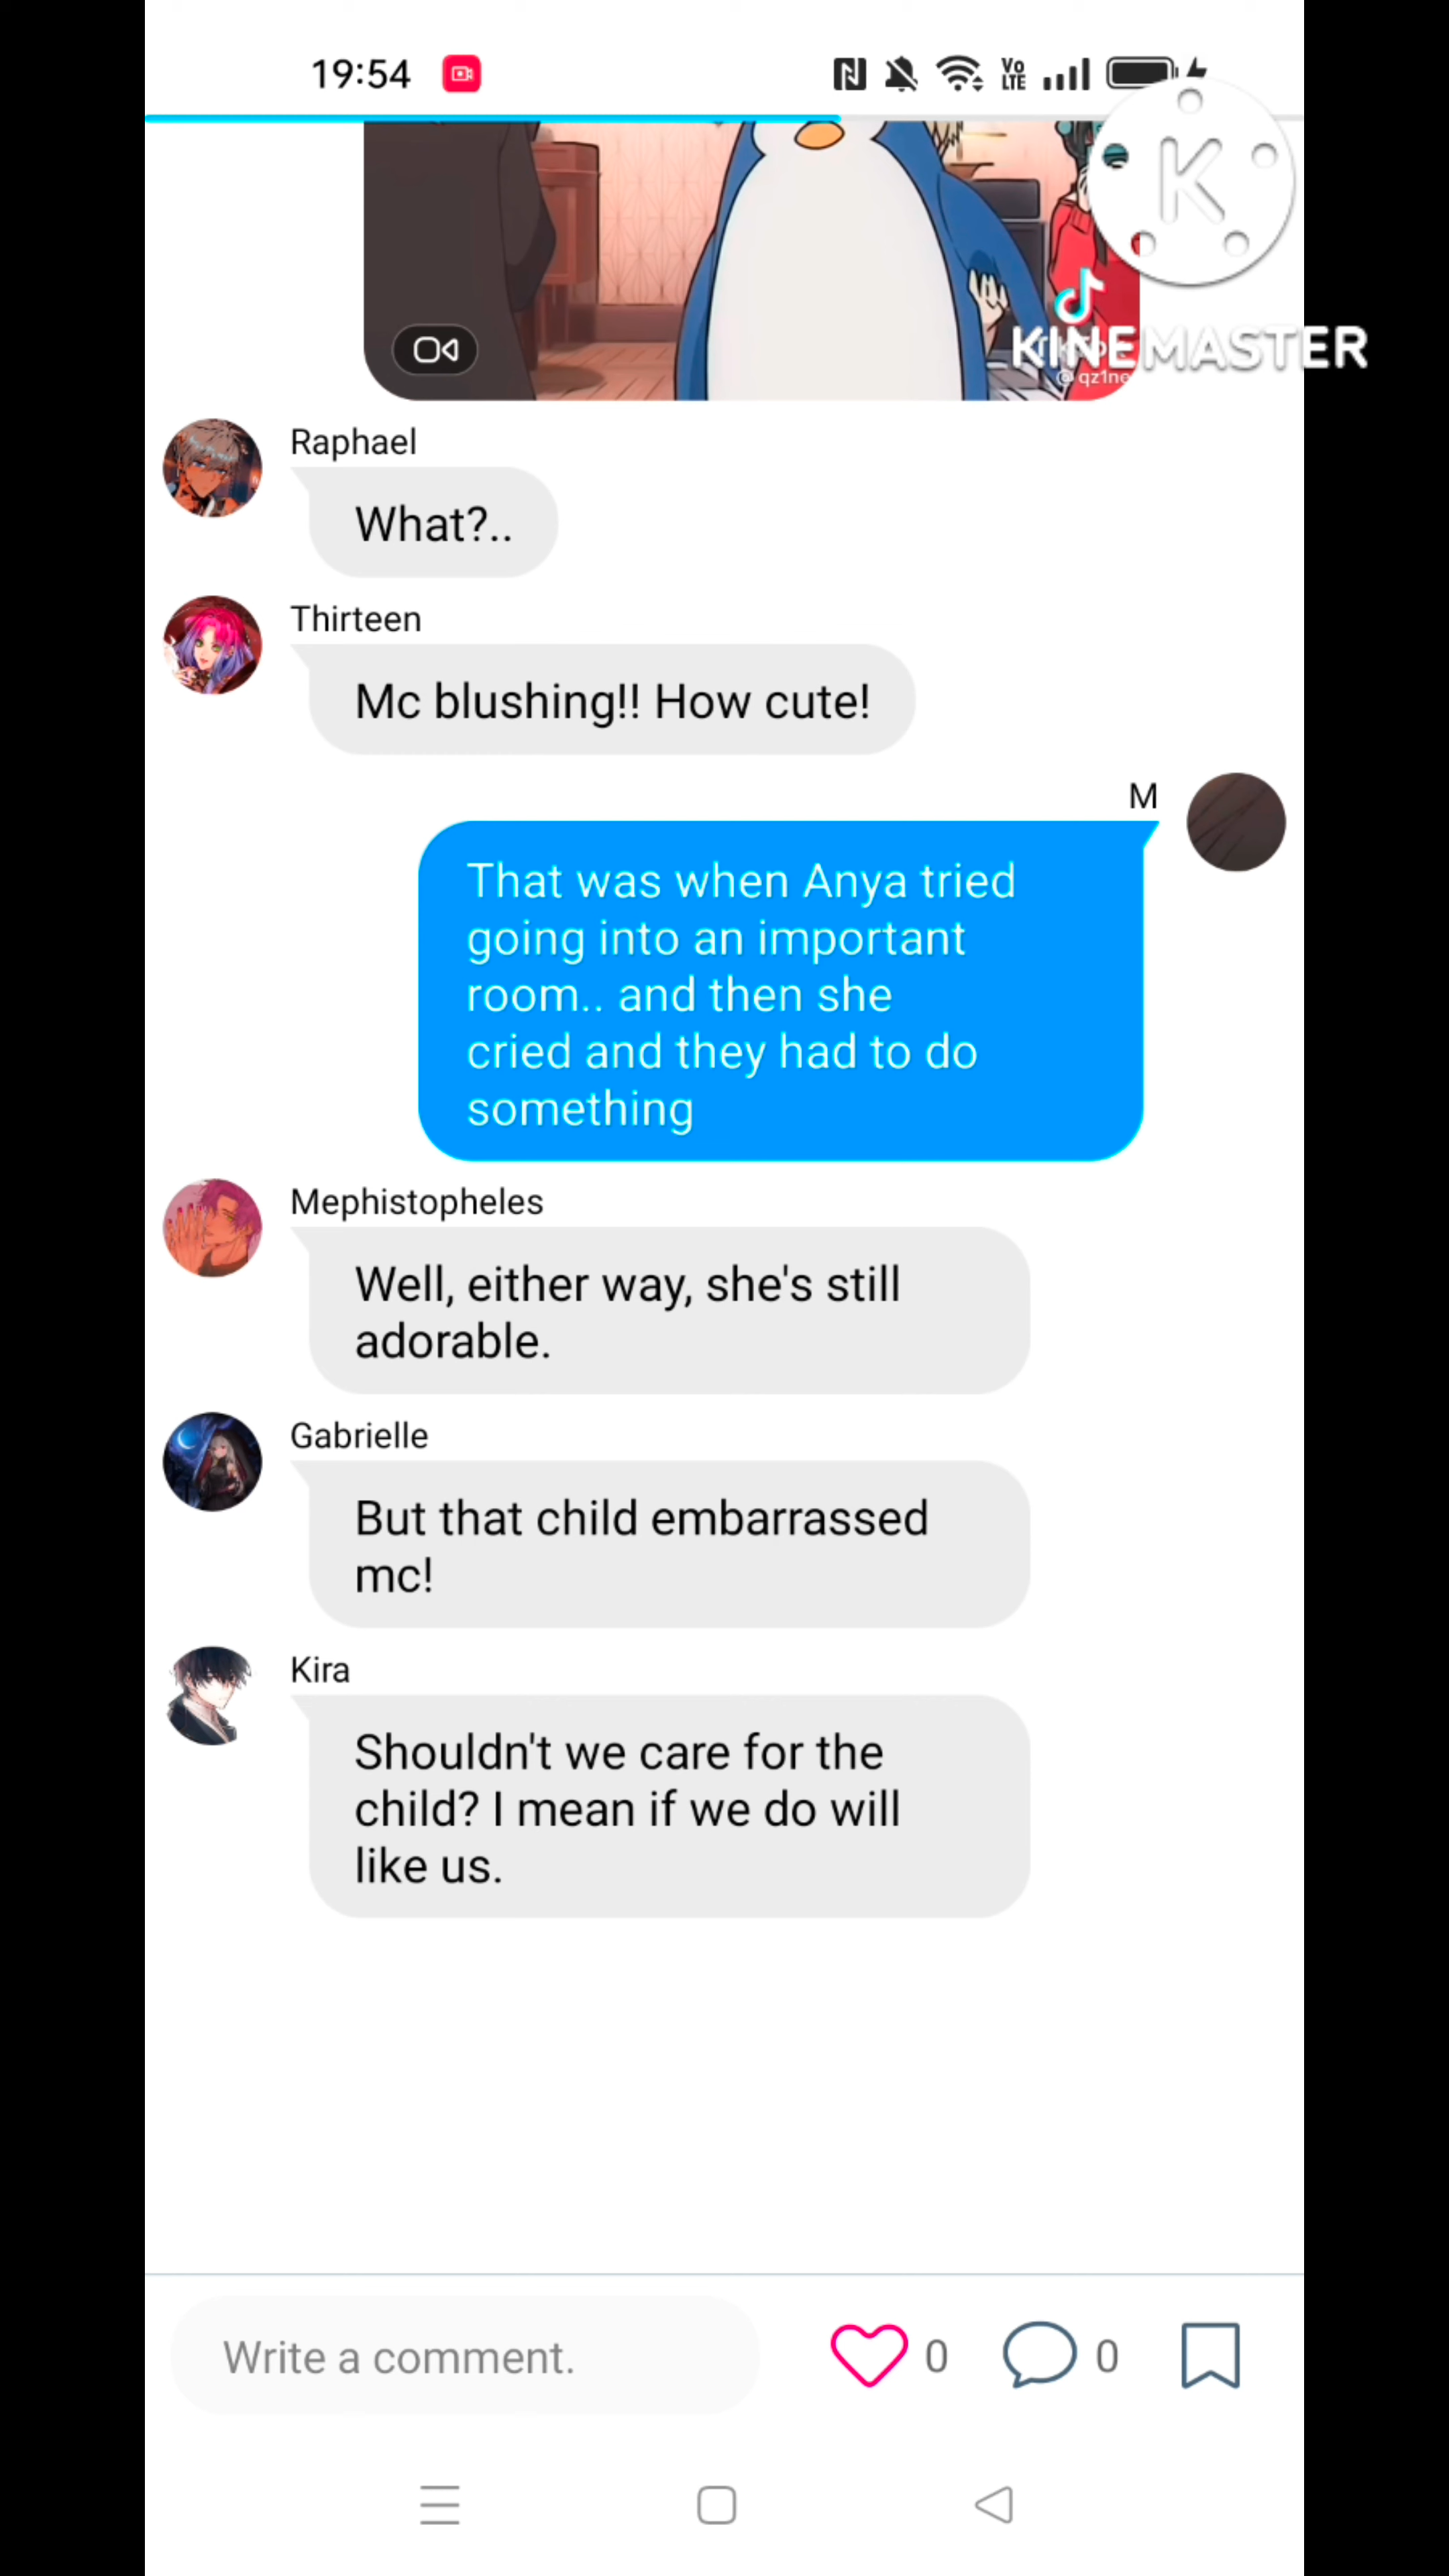 19:54
Vo
LTE
K
KINEMASTER
@qz1ne
Raphael
What?..
Thirteen
Mc blushing!! How cute!
M
That was when Anya tried
going into an important
room.. and then she
cried and they had to do
something
Mephistopheles
Well, either way, she's still
adorable.
Gabrielle
But that child embarrassed
mc!
Kira
Shouldn't we care for the
child? I mean if we do will
like us.
Write a comment.
0
0